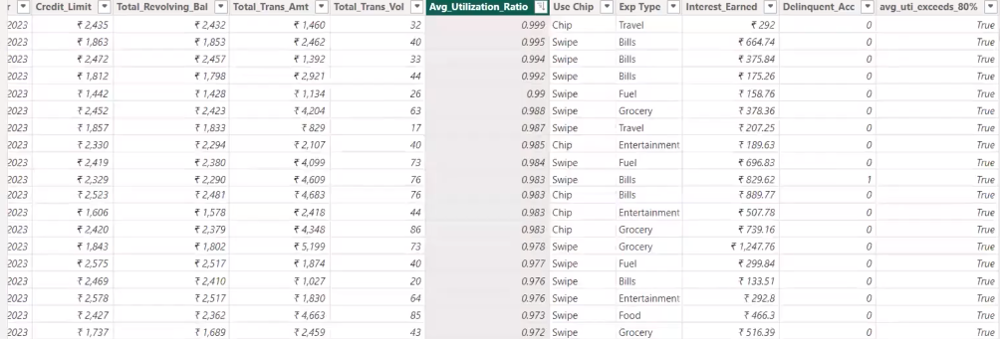 r Credit_Limit Total_Revolving_Bal Total_Trans_Amt Total_Trans_Vol Avg_Utilization_Ratio Use Chip Exp Type Interest_Earned Delinquent_Acc avg_uti_exceeds_80%
2023 ₹ 2,435 ₹ 2,432 ₹ 1,460 32 0.999 Chip Travel ₹ 292 0 True
2023 ₹ 1,863 ₹ 1,853 ₹ 2,462 40 0.995 Swipe Bills ₹ 664.74 0 True
2023 ₹ 2,472 ₹ 2,457 ₹ 1,392 33 0.994 Swipe Bills ₹ 375.84 0 True
2023 ₹ 1,812 ₹ 1,798 ₹ 2,921 44 0.992 Swipe Bills ₹ 175.26 0 True
2023 ₹ 1,442 ₹ 1,428 ₹ 1,134 26 0.99 Swipe Fuel ₹ 158.76 0 True
2023 ₹ 2,452 ₹ 2,423 ₹ 4,204 63 0.988 Swipe Grocery ₹ 378.36 0 True
2023 ₹ 1,857 ₹ 1,833 ₹ 829 17 0.987 Swipe Travel ₹ 207.25 0 True
2023 ₹ 2,330 ₹ 2,294 ₹ 2,107 40 0.985 Chip Entertainment ₹ 189.63 0 True
2023 ₹ 2,419 ₹ 2,380 ₹ 4,099 73 0.984 Swipe Fuel ₹ 696.83 0 True
2023 ₹ 2,329 ₹ 2,290 ₹ 4,609 76 0.983 Swipe Bills ₹ 829.62 1 True
2023 ₹ 2,523 ₹ 2,481 ₹ 4,683 76 0.983 Chip Bills ₹ 889.77 0 True
2023 ₹ 1,606 ₹ 1,578 ₹ 2,418 44 0.983 Chip Entertainment ₹ 507.78 0 True
2023 ₹ 2,420 ₹ 2,379 ₹ 4,348 86 0.983 Chip Grocery ₹ 739.16 0 True
2023 ₹ 1,843 ₹ 1,802 ₹ 5,199 73 0.978 Swipe Grocery ₹ 1,247.76 0 True
2023 ₹ 2,575 ₹ 2,517 ₹ 1,874 40 0.977 Swipe Fuel ₹ 299.84 0 True
2023 ₹ 2,469 ₹ 2,410 ₹ 1,027 20 0.976 Swipe Bills ₹ 133.51 0 True
2023 ₹ 2,578 ₹ 2,517 ₹ 1,830 64 0.976 Swipe Entertainment ₹ 292.8 0 True
2023 ₹ 2,427 ₹ 2,362 ₹ 4,663 85 0.973 Swipe Food ₹ 466.3 0 True
2023 ₹ 1,737 ₹ 1,689 ₹ 2,459 43 0.972 Swipe Grocery ₹ 516.39 0 True